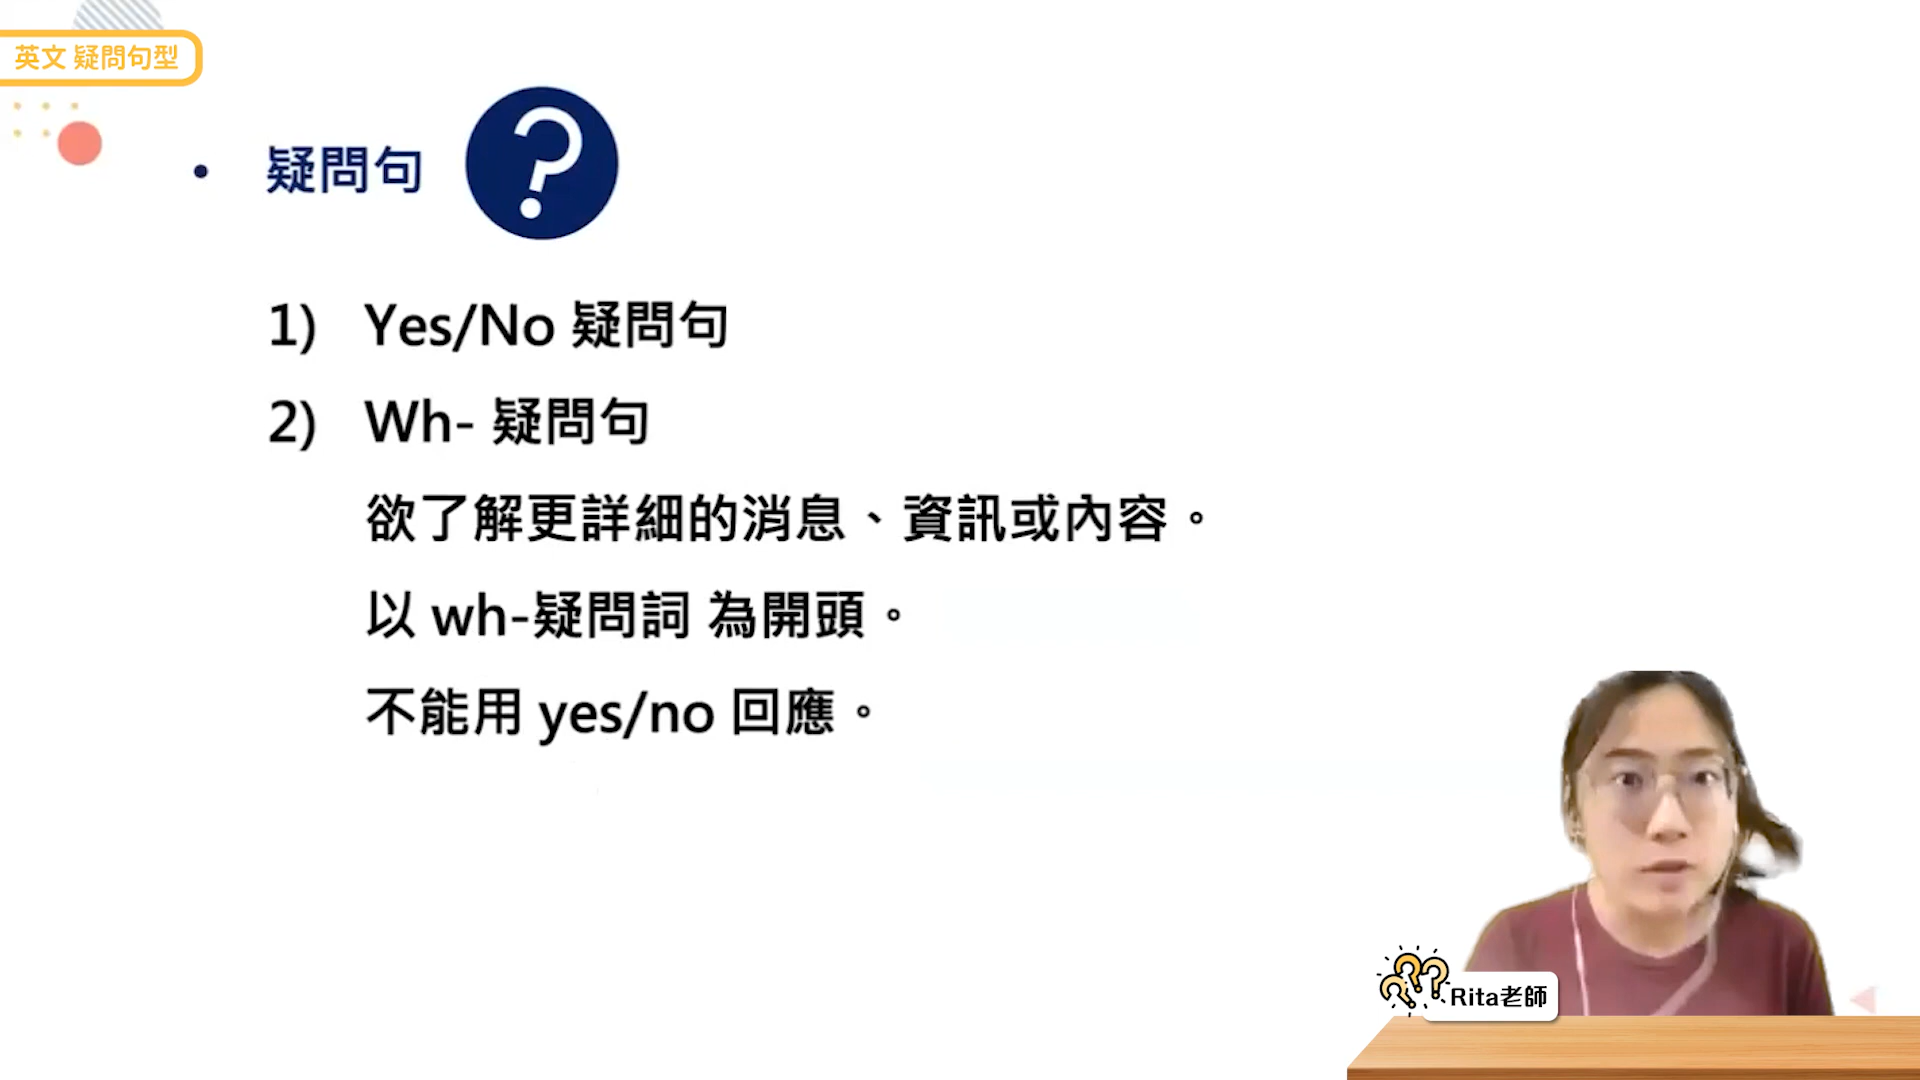 英文 疑問句型
• 疑問句
1) Yes/No 疑問句
2) Wh- 疑問句
欲了解更詳細的消息、資訊或內容。
以 wh-疑問詞 為開頭。
不能用 yes/no 回應。
Rita老師